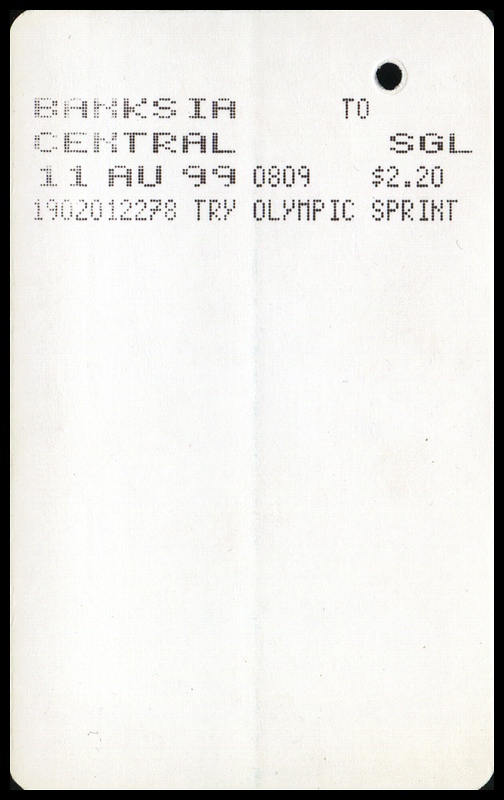 BANKSIA TO
CENTRAL SGL
11 AU 99 0809 $2.20
1902012278 TRY OLYMPIC SPRINT